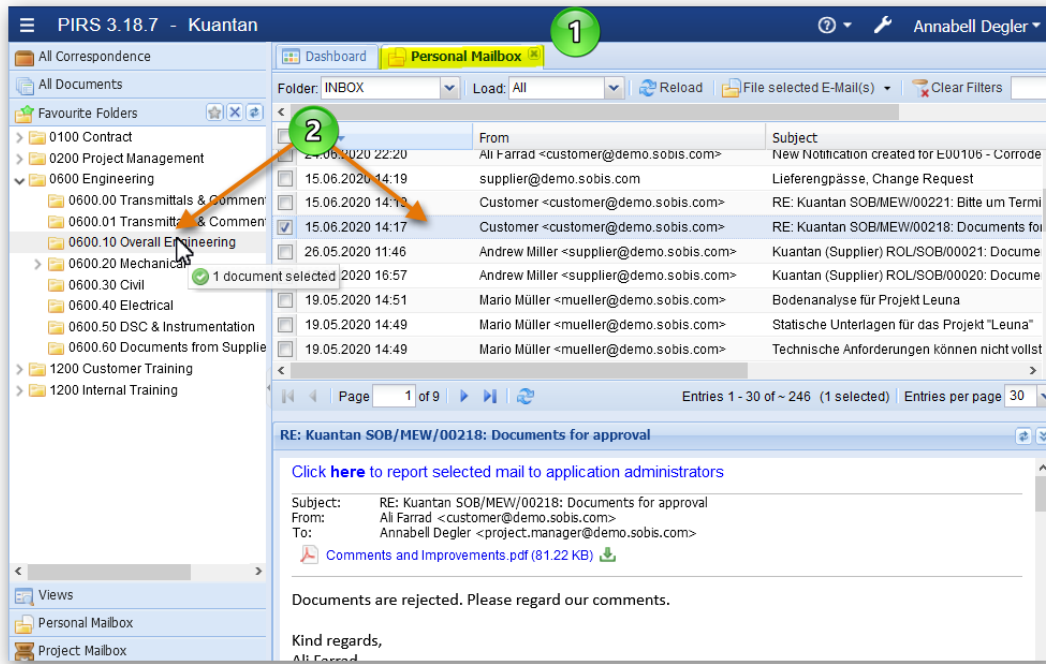 PIRS 3.18.7 - Kuantan
1
Annabell Degler
All Correspondence
All Documents
Favourite Folders
0100 Contract
0200 Project Management
0600 Engineering
0600.00 Transmittals & Commen
0600.01 Transmittals & Commen
0600.10 Overall Engineering
0600.20 Mechanical
0600.30 Civil
0600.40 Electrical
0600.50 DSC & Instrumentation
0600.60 Documents from Supplie
1200 Customer Training
1200 Internal Training
1 document selected
Views
Personal Mailbox
Project Mailbox
Dashboard Personal Mailbox
Folder: INBOX Load: All Reload File selected E-Mail(s) Clear Filters
2
From Subject
24.06.2020 22:20 Ali Farrad <customer@demo.sobis.com> New Notification created for E00106 - Corrode
15.06.2020 14:19 supplier@demo.sobis.com Lieferengpässe, Change Request
15.06.2020 Customer <customer@demo.sobis.com> RE: Kuantan SOB/MEW/00221: Bitte um Termi
15.06.2020 14:17 Customer <customer@demo.sobis.com> RE: Kuantan SOB/MEW/00218: Documents for
26.05.2020 11:46 Andrew Miller <supplier@demo.sobis.com> Kuantan (Supplier) ROL/SOB/00021: Docume
2020 16:57 Andrew Miller <supplier@demo.sobis.com> Kuantan (Supplier) ROL/SOB/00020: Docume
19.05.2020 14:51 Mario Müller <mueller@demo.sobis.com> Bodenanalyse für Projekt Leuna
19.05.2020 14:49 Mario Müller <mueller@demo.sobis.com> Statische Unterlagen für das Projekt "Leuna"
19.05.2020 14:49 Mario Müller <mueller@demo.sobis.com> Technische Anforderungen können nicht vollst
Page 1 of 9 Entries 1 - 30 of ~ 246 (1 selected) Entries per page 30
RE: Kuantan SOB/MEW/00218: Documents for approval
Click here to report selected mail to application administrators
Subject: RE: Kuantan SOB/MEW/00218: Documents for approval
From: Ali Farrad <customer@demo.sobis.com>
To: Annabell Degler <project.manager@demo.sobis.com>
Comments and Improvements.pdf (81.22 KB)
Documents are rejected. Please regard our comments.
Kind regards,
Ali Farrad